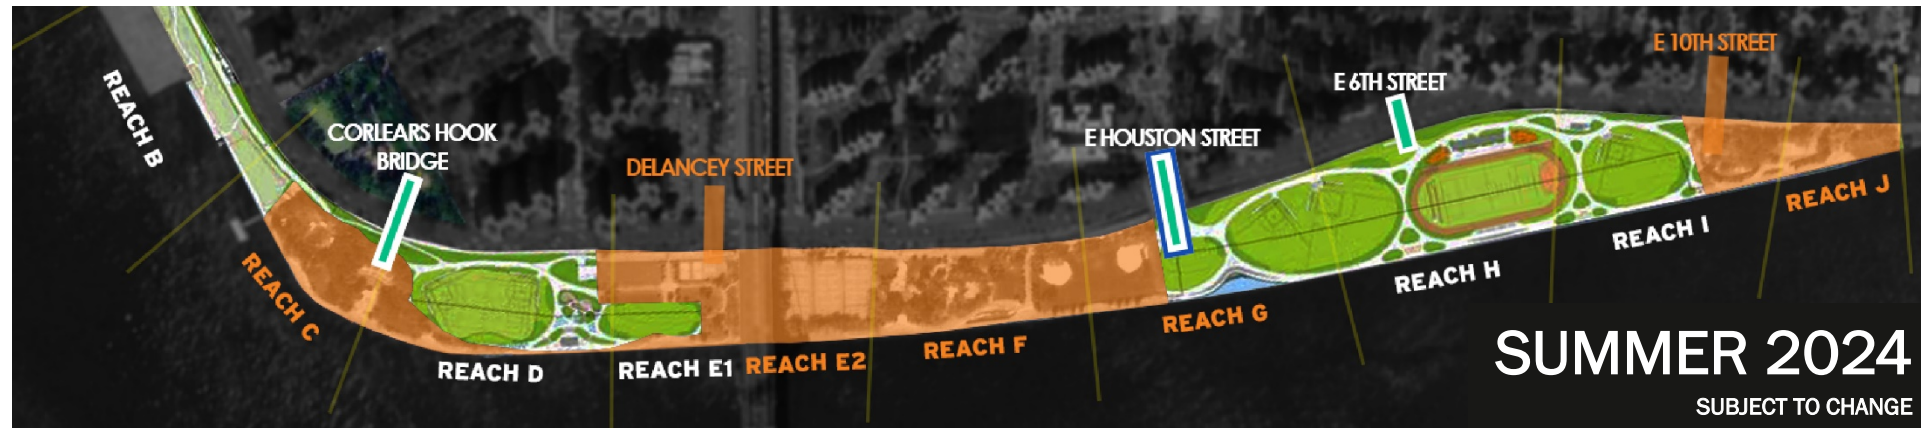 REACH B
CORLEARS HOOK
BRIDGE
REACH C
DELANCEY STREET
REACH D
REACH E1
REACH E2
REACH F
E HOUSTON STREET
REACH G
E 6TH STREET
REACH H
REACH I
E 10TH STREET
REACH J
SUMMER 2024
SUBJECT TO CHANGE